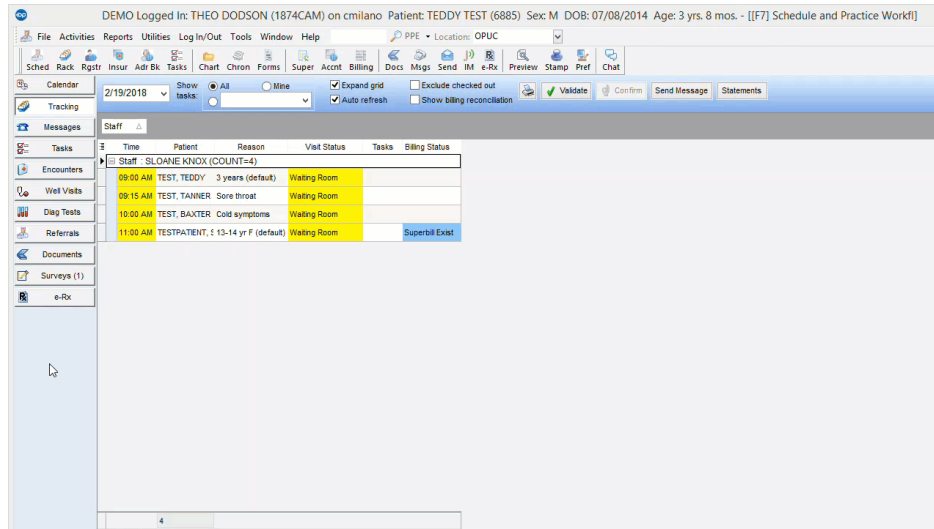 DEMO Logged In: THEO DODSON (1874CAM) on cmilano Patient: TEDDY TEST (6885) Sex: M DOB: 07/08/2014 Age: 3 yrs. 8 mos. - [[F7] Schedule and Practice Workfl]
File Activities Reports Utilities Log In/Out Tools Window Help PPE Location: OPUC
Sched Rack Rgstr Insur Adr Bk Tasks Chart Chron Forms Super Accnt Billing Docs Msgs Send IM e-Rx Preview Stamp Pref Chat
Calendar
Tracking
Messages
Tasks
Encounters
Well Visits
Diag Tests
Referrals
Documents
Surveys (1)
e-Rx
2/19/2018 Show tasks: All Mine Expand grid Exclude checked out Validate Confirm Send Message Statements
Auto refresh Show billing reconciliation
Staff
Time Patient Reason Visit Status Tasks Billing Status
Staff : SLOANE KNOX (COUNT=4)
09:00 AM TEST, TEDDY 3 years (default) Waiting Room
09:15 AM TEST, TANNER Sore throat Waiting Room
10:00 AM TEST, BAXTER Cold symptoms Waiting Room
11:00 AM TESTPATIENT, 13-14 yr F (default) Waiting Room Superbill Exist
4